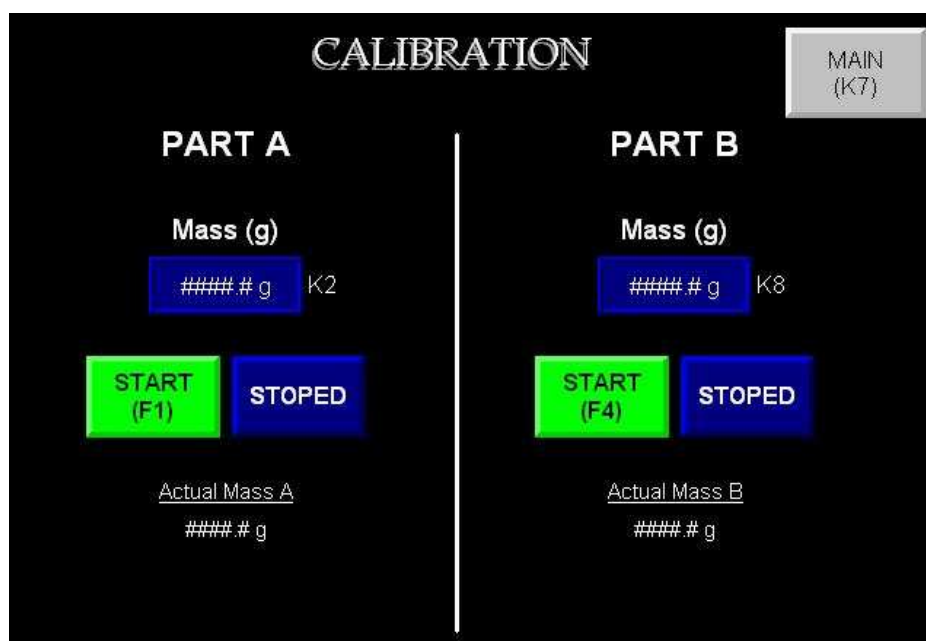 CALIBRATION
MAIN
(K7)
PART A
Mass (g)
####.# g K2
START
(F1)
STOPED
Actual Mass A
####.# g
PART B
Mass (g)
####.# g K8
START
(F4)
STOPED
Actual Mass B
####.# g